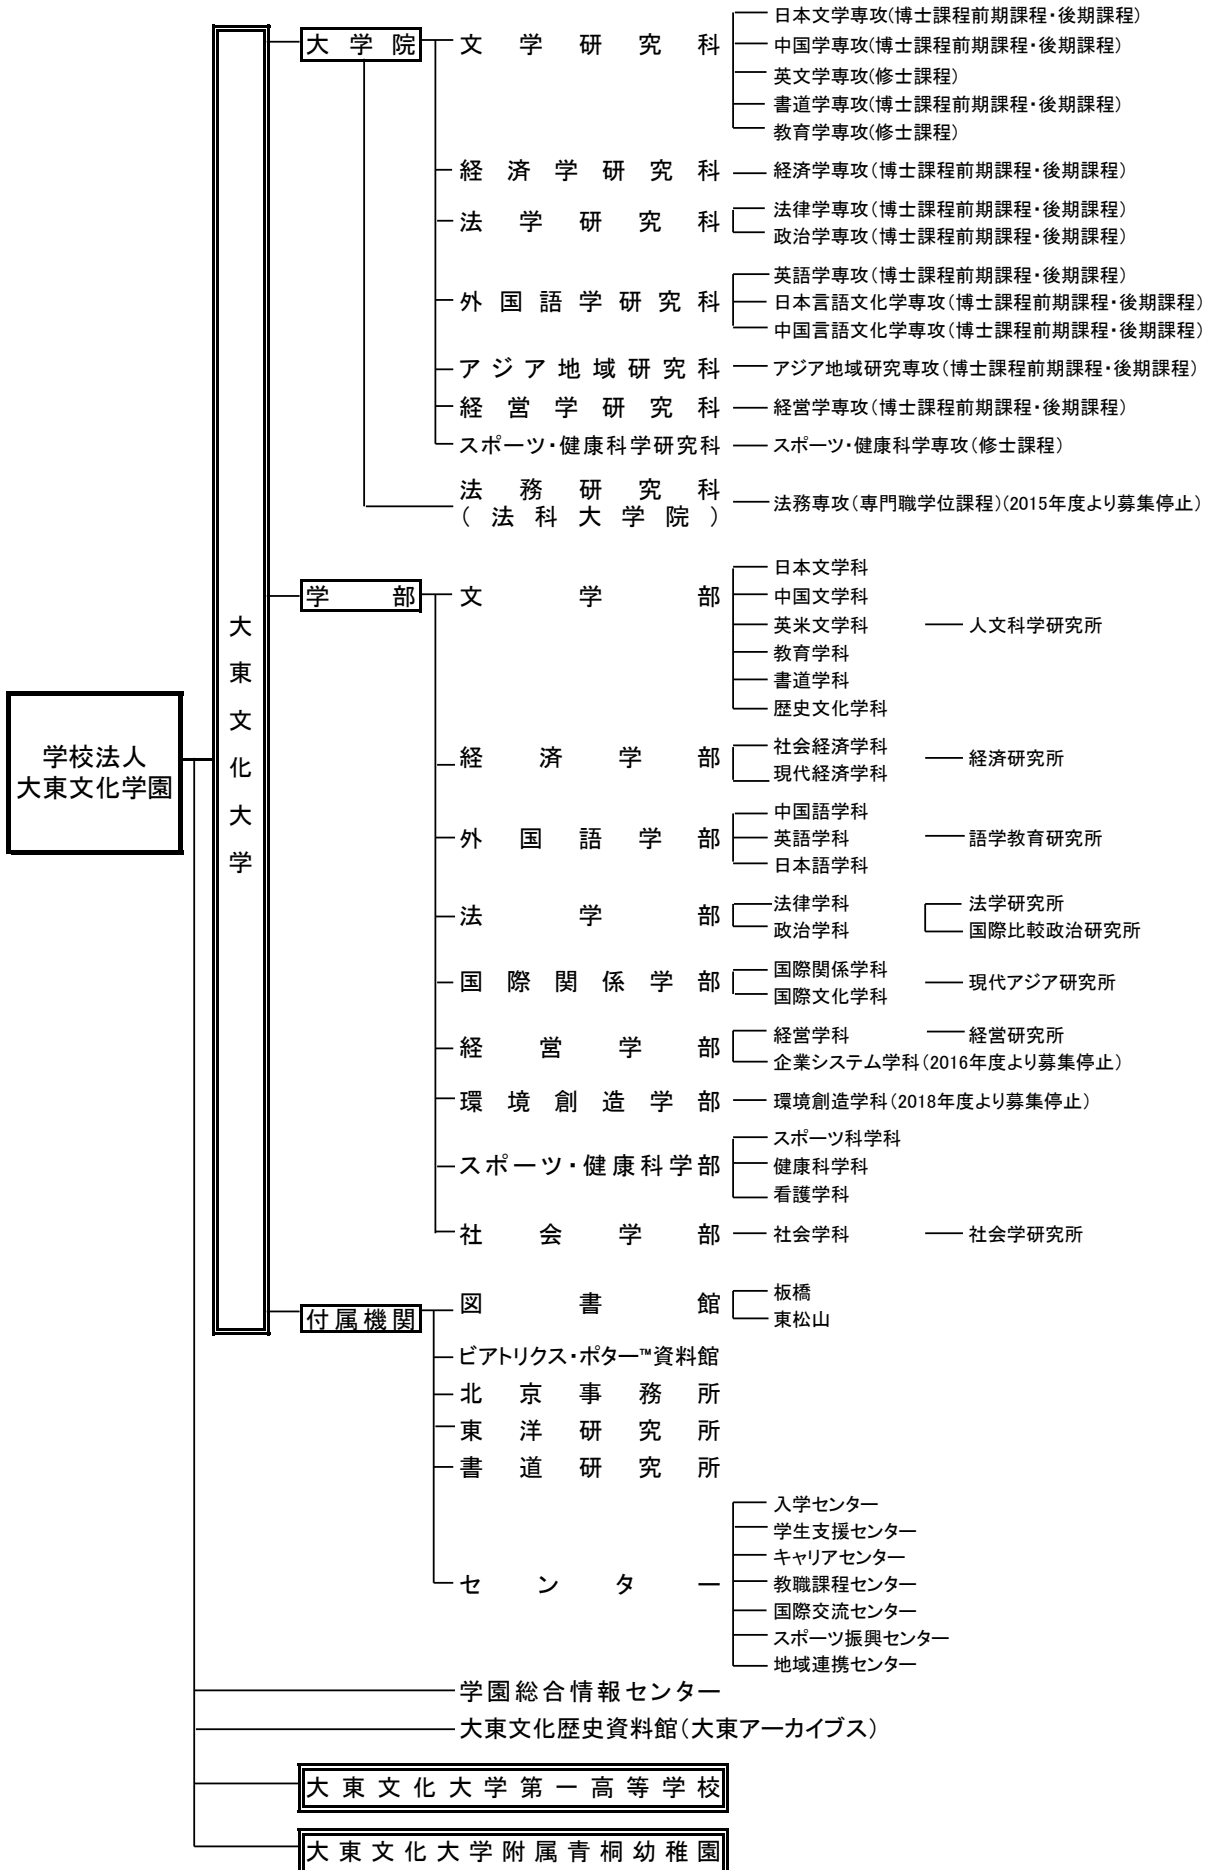 学校法人
大東文化学園
大東文化大学
大学院
文学研究科
日本文学専攻(博士課程前期課程・後期課程)
中国学専攻(博士課程前期課程・後期課程)
英文学専攻(修士課程)
書道学専攻(博士課程前期課程・後期課程)
教育学専攻(修士課程)
経済学研究科
経済学専攻(博士課程前期課程・後期課程)
法学研究科
法律学専攻(博士課程前期課程・後期課程)
政治学専攻(博士課程前期課程・後期課程)
外国語学研究科
英語学専攻(博士課程前期課程・後期課程)
日本言語文化学専攻(博士課程前期課程・後期課程)
中国言語文化学専攻(博士課程前期課程・後期課程)
アジア地域研究科
アジア地域研究専攻(博士課程前期課程・後期課程)
経営学研究科
経営学専攻(博士課程前期課程・後期課程)
スポーツ・健康科学研究科
スポーツ・健康科学専攻(修士課程)
法務研究科
(法科大学院)
法務専攻(専門職学位課程)(2015年度より募集停止)
学部
文学部
日本文学科
中国文学科
英米文学科
人文科学研究所
教育学科
書道学科
歴史文化学科
経済学部
社会経済学科
現代経済学科
経済研究所
外国語学部
中国語学科
英語学科
語学教育研究所
日本語学科
法学部
法律学科
政治学科
法学研究所
国際比較政治研究所
国際関係学部
国際関係学科
国際文化学科
現代アジア研究所
経営学部
経営学科
経営研究所
企業システム学科(2016年度より募集停止)
環境創造学部
環境創造学科(2018年度より募集停止)
スポーツ・健康科学部
スポーツ科学科
健康科学科
看護学科
社会学部
社会学科
社会学研究所
付属機関
図書館
板橋
東松山
ビアトリクス・ポター™資料館
北京事務所
東洋研究所
書道研究所
センター
入学センター
学生支援センター
キャリアセンター
教職課程センター
国際交流センター
スポーツ振興センター
地域連携センター
学園総合情報センター
大東文化歴史資料館(大東アーカイブス)
大東文化大学第一高等学校
大東文化大学附属青桐幼稚園